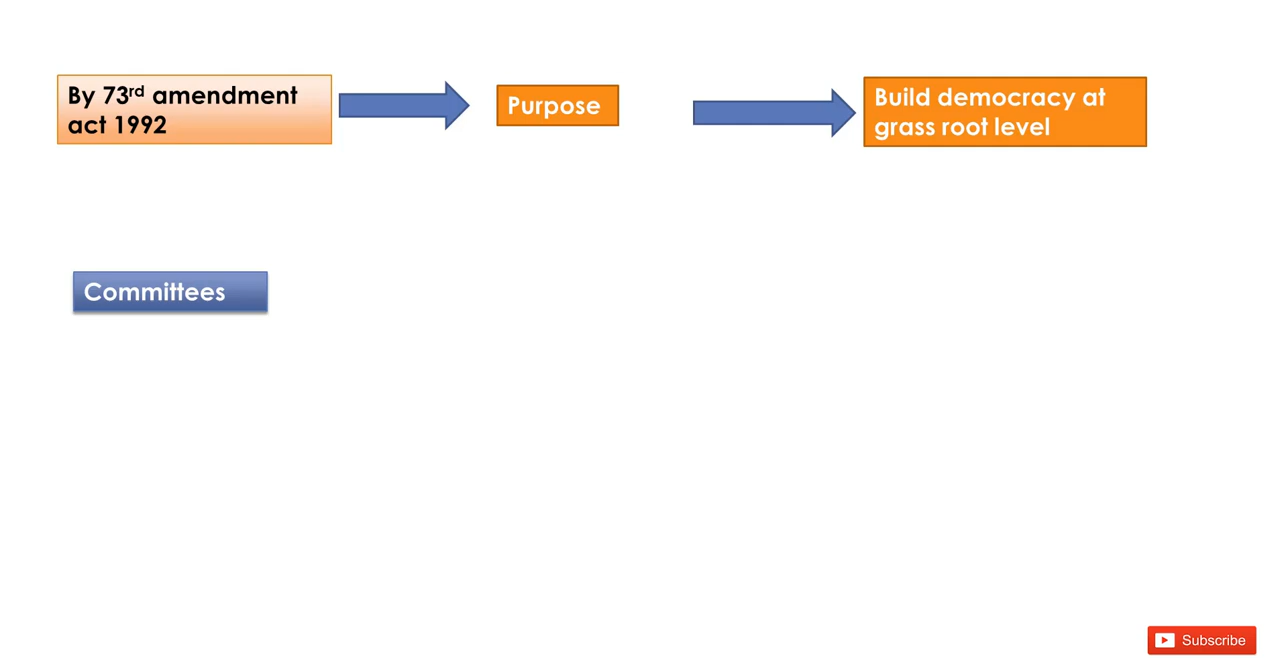 By 73rd amendment
act 1992
Purpose
Build democracy at
grass root level
Committees
Subscribe